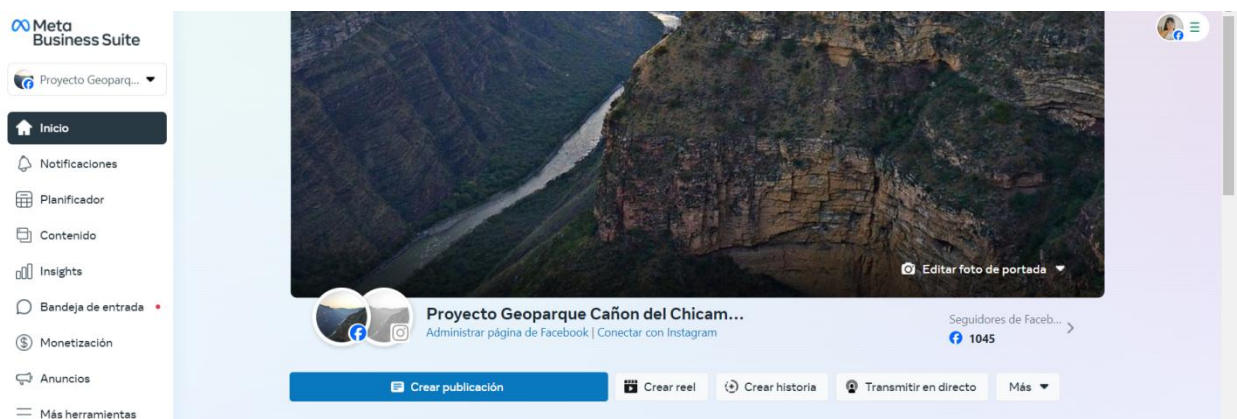 Meta
Business Suite
Proyecto Geoparq...
Inicio
Notificaciones
Planificador
Contenido
Insights
Bandeja de entrada
Monetización
Anuncios
Más herramientas
Editar foto de portada
Proyecto Geoparque Cañon del Chicam...
Administrar página de Facebook | Conectar con Instagram
Seguidores de Faceb...
1045
Crear publicación
Crear reel
Crear historia
Transmitir en directo
Más